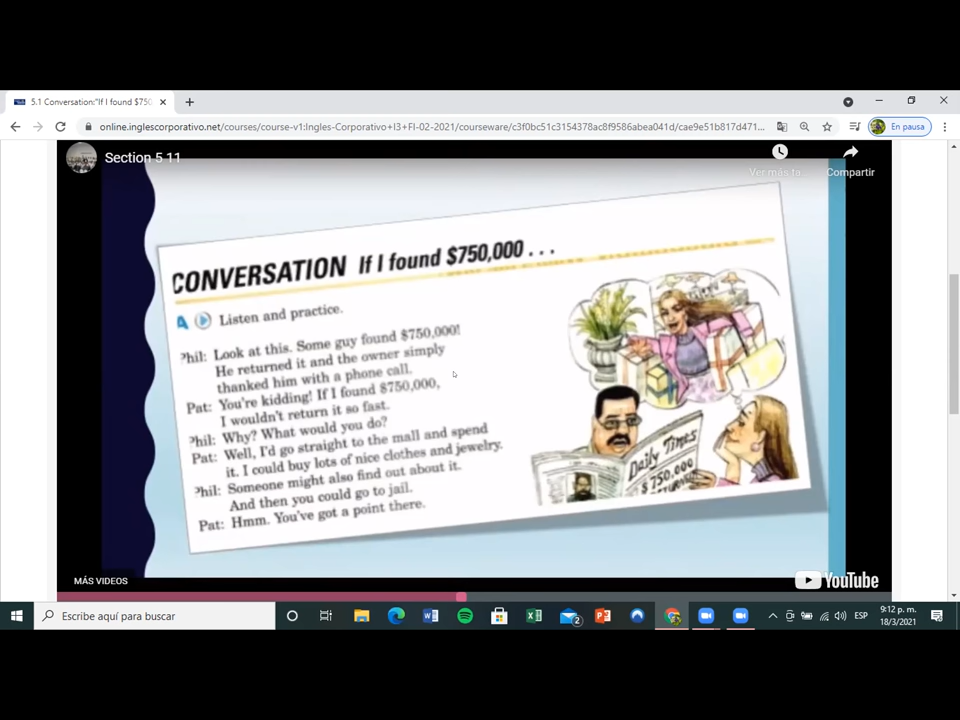 5.1 Conversation:"If I found $750
online.inglescorporativo.net/courses/course-v1:Ingles-Corporativo+I3+FI-02-2021/courseware/c3f0bc51c3154378ac8f9586abea041d/cae9e51b817d471...
En pausa
Section 5 11
Ver más ta...
Compartir
CONVERSATION If I found $750,000 . . .
A Listen and practice.
Phil: Look at this. Some guy found $750,000!
He returned it and the owner simply
thanked him with a phone call.
Pat: You're kidding! If I found $750,000,
I wouldn't return it so fast.
Phil: Why? What would you do?
Pat: Well, I'd go straight to the mall and spend
it. I could buy lots of nice clothes and jewelry.
Phil: Someone might also find out about it.
And then you could go to jail.
Pat: Hmm. You've got a point there.
Daily Times
$750,000
MÁS VIDEOS
YouTube
Escribe aquí para buscar
2
ESP
9:12 p. m.
18/3/2021